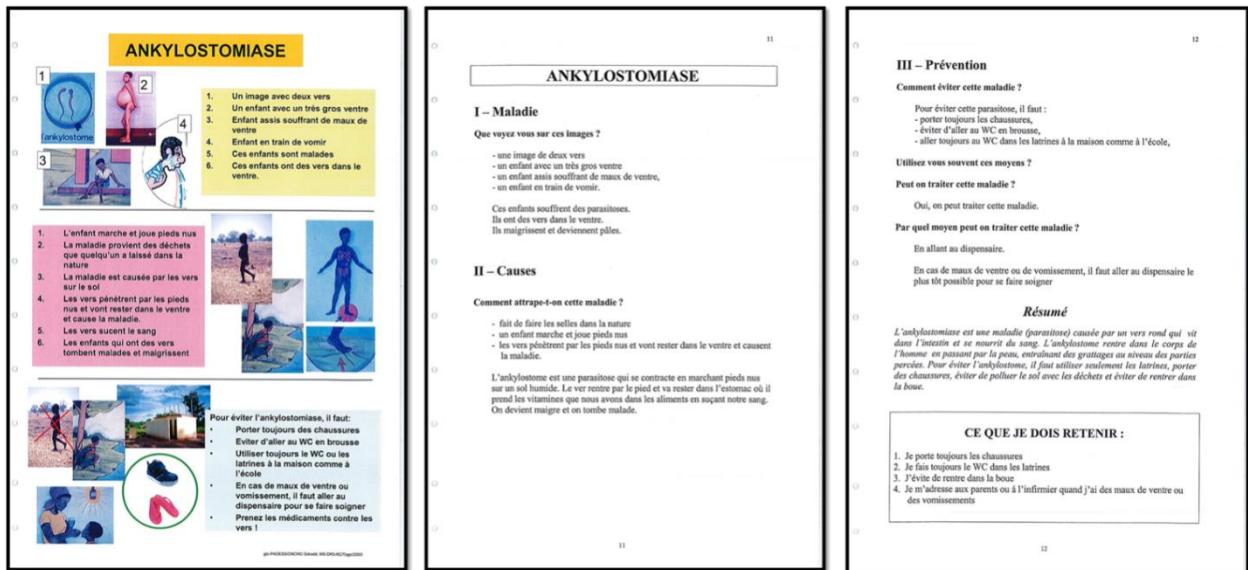 ANKYLOSTOMIASE
1
2
l'ankylostome
3
4
1. Un image avec deux vers
2. Un enfant avec un très gros ventre
3. Enfant assis souffrant de maux de
ventre
4. Enfant en train de vomir
5. Ces enfants sont malades
6. Ces enfants ont des vers dans le
ventre.
1. L'enfant marche et joue pieds nus
2. La maladie provient des déchets
que quelqu'un a laissé dans la
nature
3. La maladie est causée par les vers
sur le sol
4. Les vers pénètrent par les pieds
nus et vont rester dans le ventre
et cause la maladie.
5. Les vers sucent le sang
6. Les enfants qui ont des vers
tombent malades et maigrissent
Pour éviter l'ankylostomiase, il faut:
• Porter toujours des chaussures
• Eviter d'aller au WC en brousse
• Utiliser toujours le WC ou les
latrines à la maison comme à
l'école
• En cas de maux de ventre ou
vomissement, il faut aller au
dispensaire pour se faire soigner
• Prenez les médicaments contre les
vers !
11
ANKYLOSTOMIASE
I – Maladie
Que voyez vous sur ces images ?
- une image de deux vers
- un enfant avec un très gros ventre
- un enfant assis souffrant de maux de ventre,
- un enfant en train de vomir.
Ces enfants souffrent des parasitoses.
Ils ont des vers dans le ventre.
Ils maigrissent et deviennent pâles.
II – Causes
Comment attrape-t-on cette maladie ?
- fait de faire les selles dans la nature
- un enfant marche et joue pieds nus
- les vers pénètrent par les pieds nus et vont rester dans le ventre et causent
la maladie.
L'ankylostome est une parasitose qui se contracte en marchant pieds nus
sur un sol humide. Le ver rentre par le pied et va rester dans l'estomac où il
prend les vitamines que nous avons dans les aliments en suçant notre sang.
On devient maigre et on tombe malade.
11
12
III – Prévention
Comment éviter cette maladie ?
Pour éviter cette parasitose, il faut :
- porter toujours les chaussures,
- éviter d'aller au WC en brousse,
- aller toujours au WC dans les latrines à la maison comme à l'école,
Utilisez vous souvent ces moyens ?
Peut on traiter cette maladie ?
Oui, on peut traiter cette maladie.
Par quel moyen peut on traiter cette maladie ?
En allant au dispensaire.
En cas de maux de ventre ou de vomissement, il faut aller au dispensaire le
plus tôt possible pour se faire soigner
Résumé
L'ankylostomiase est une maladie (parasitose) causée par un vers rond qui vit
dans l'intestin et se nourrit du sang. L'ankylostome rentre dans le corps de
l'homme en passant par la peau, entraînant des grattages au niveau des parties
percées. Pour éviter l'ankylostome, il faut utiliser seulement les latrines, porter
des chaussures, éviter de polluer le sol avec les déchets et éviter de rentrer dans
la boue.
CE QUE JE DOIS RETENIR :
1. Je porte toujours les chaussures
2. Je fais toujours le WC dans les latrines
3. J'évite de rentre dans la boue
4. Je m'adresse aux parents ou à l'infirmier quand j'ai des maux de ventre ou
des vomissements
12